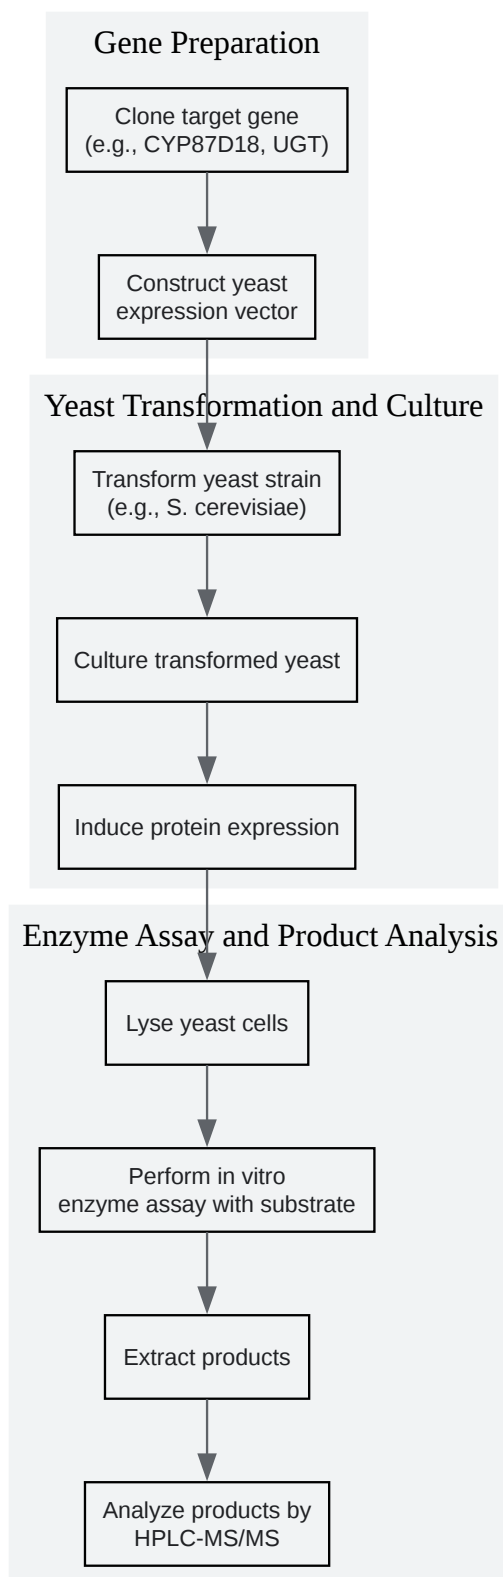 Gene Preparation
Clone target gene
(e.g., CYP87D18, UGT)
Construct yeast
expression vector
Yeast Transformation and Culture
Transform yeast strain
(e.g., S. cerevisiae)
Culture transformed yeast
Induce protein expression
Enzyme Assay and Product Analysis
Lyse yeast cells
Perform in vitro
enzyme assay with substrate
Extract products
Analyze products by
HPLC-MS/MS